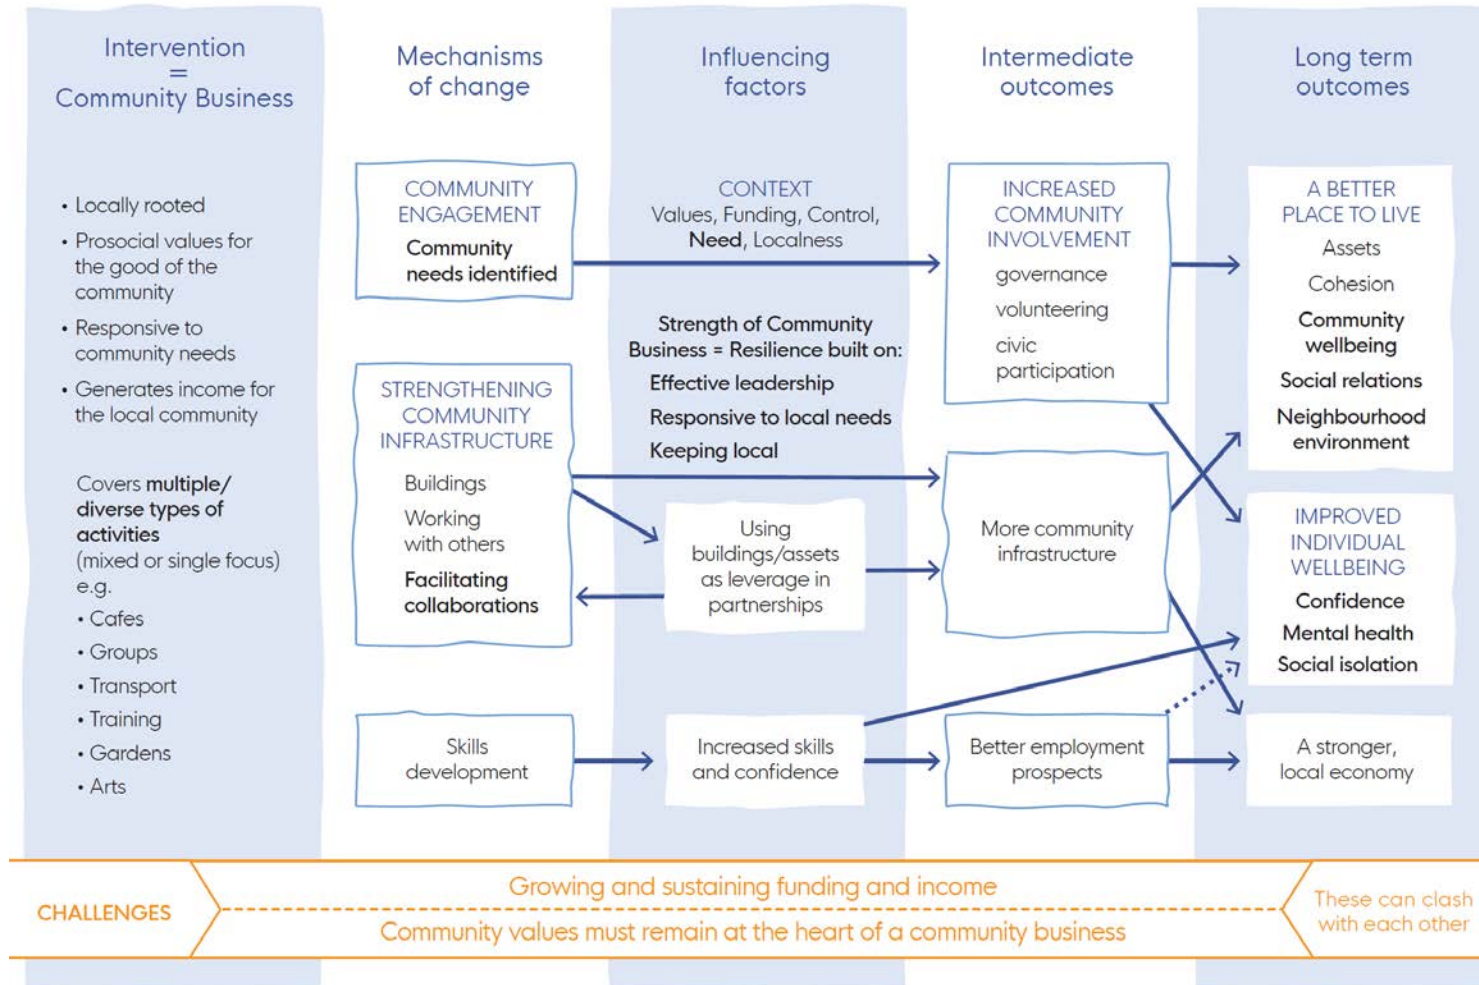 Intervention
=
Community Business
• Locally rooted
• Prosocial values for
the good of the
community
• Responsive to
community needs
• Generates income for
the local community
Covers multiple/
diverse types of
activities
(mixed or single focus)
e.g.
• Cafes
• Groups
• Transport
• Training
• Gardens
• Arts
Mechanisms
of change
COMMUNITY
ENGAGEMENT
Community
needs identified
STRENGTHENING
COMMUNITY
INFRASTRUCTURE
Buildings
Working
with others
Facilitating
collaborations
Skills
development
Influencing
factors
CONTEXT
Values, Funding, Control,
Need, Localness
Strength of Community
Business = Resilience built on:
Effective leadership
Responsive to local needs
Keeping local
Using
buildings/assets
as leverage in
partnerships
Increased skills
and confidence
Intermediate
outcomes
INCREASED
COMMUNITY
INVOLVEMENT
governance
volunteering
civic
participation
More community
infrastructure
Better employment
prospects
Long term
outcomes
A BETTER
PLACE TO LIVE
Assets
Cohesion
Community
wellbeing
Social relations
Neighbourhood
environment
IMPROVED
INDIVIDUAL
WELLBEING
Confidence
Mental health
Social isolation
A stronger,
local economy
CHALLENGES
Growing and sustaining funding and income
Community values must remain at the heart of a community business
These can clash
with each other